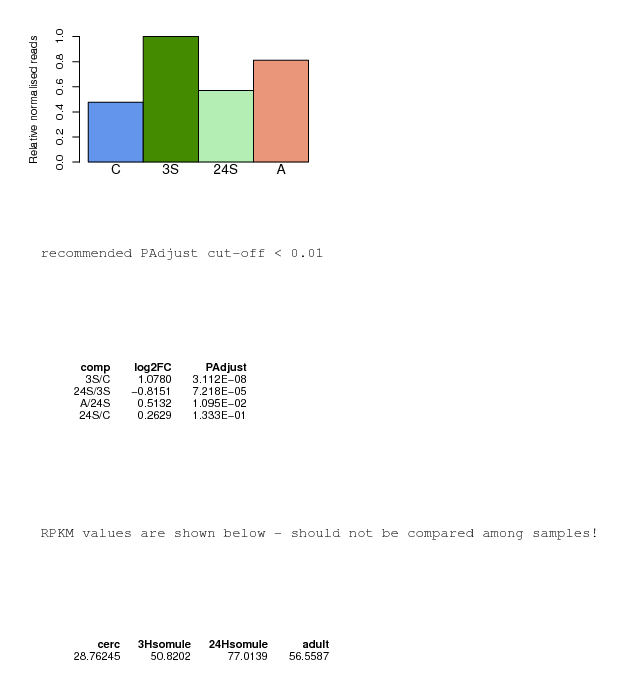 Relative normalised reads
1.0
0.8
0.6
0.4
0.2
0.0
C 3S 24S A
recommended PAdjust cut-off < 0.01
comp log2FC PAdjust
3S/C 1.0780 3.112E−08
24S/3S −0.8151 7.218E−05
A/24S 0.5132 1.095E−02
24S/C 0.2629 1.333E−01
RPKM values are shown below - should not be compared among samples!
cerc 3Hsomule 24Hsomule adult
28.76245 50.8202 77.0139 56.5587